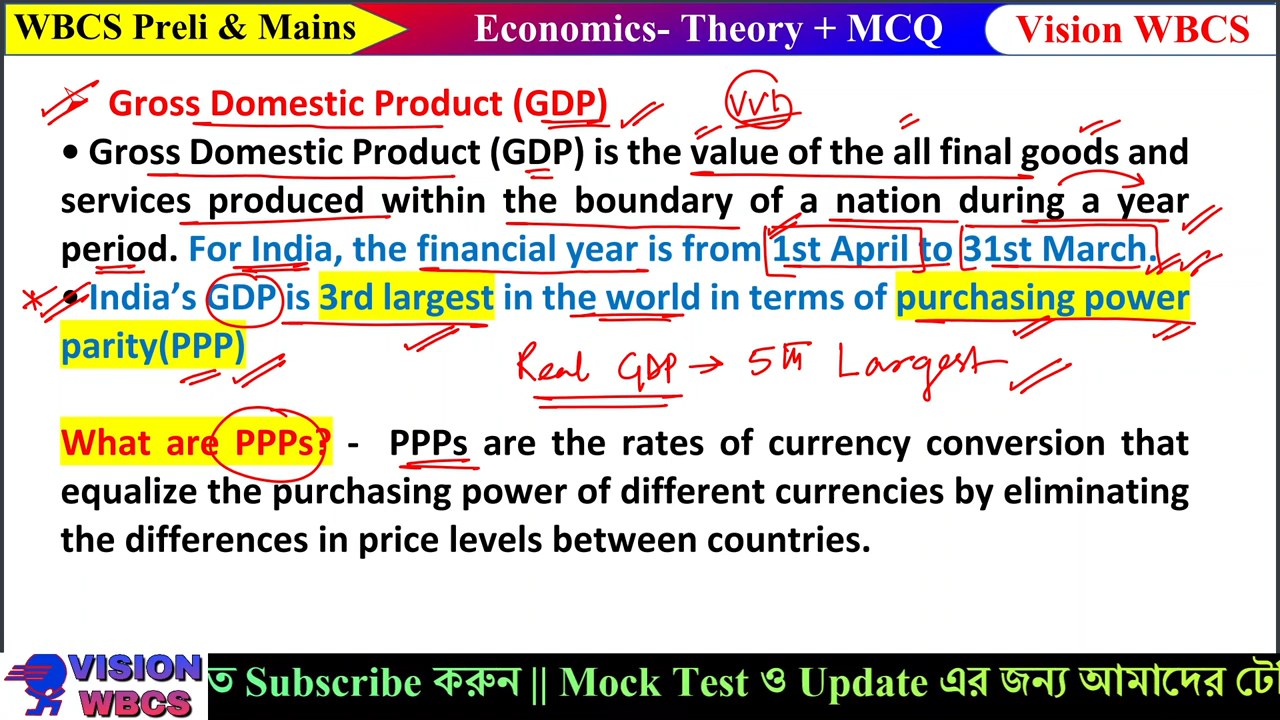 WBCS Preli & Mains
Economics- Theory + MCQ
Vision WBCS
Gross Domestic Product (GDP)
VVI
• Gross Domestic Product (GDP) is the value of the all final goods and
services produced within the boundary of a nation during a year
period. For India, the financial year is from 1st April to 31st March.
• India's GDP is 3rd largest in the world in terms of purchasing power
parity(PPP)
Real GDP → 5th Largest
What are PPPs? - PPPs are the rates of currency conversion that
equalize the purchasing power of different currencies by eliminating
the differences in price levels between countries.
VISION
WBCS
ত Subscribe করুন || Mock Test ও Update এর জন্য আমাদের টে